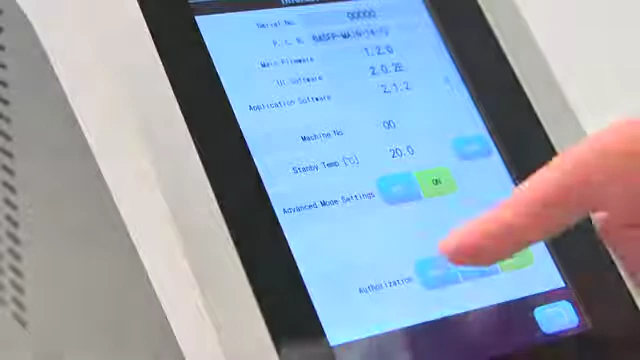 Serial No. 00000
P.C.B.
Main Firmware 1.2.0
UI Software 2.0.2E
Application Software 2.1.2
Machine No. 00
Stanby Temp [℃] 20.0
Advanced Mode Settings ON
Authorization